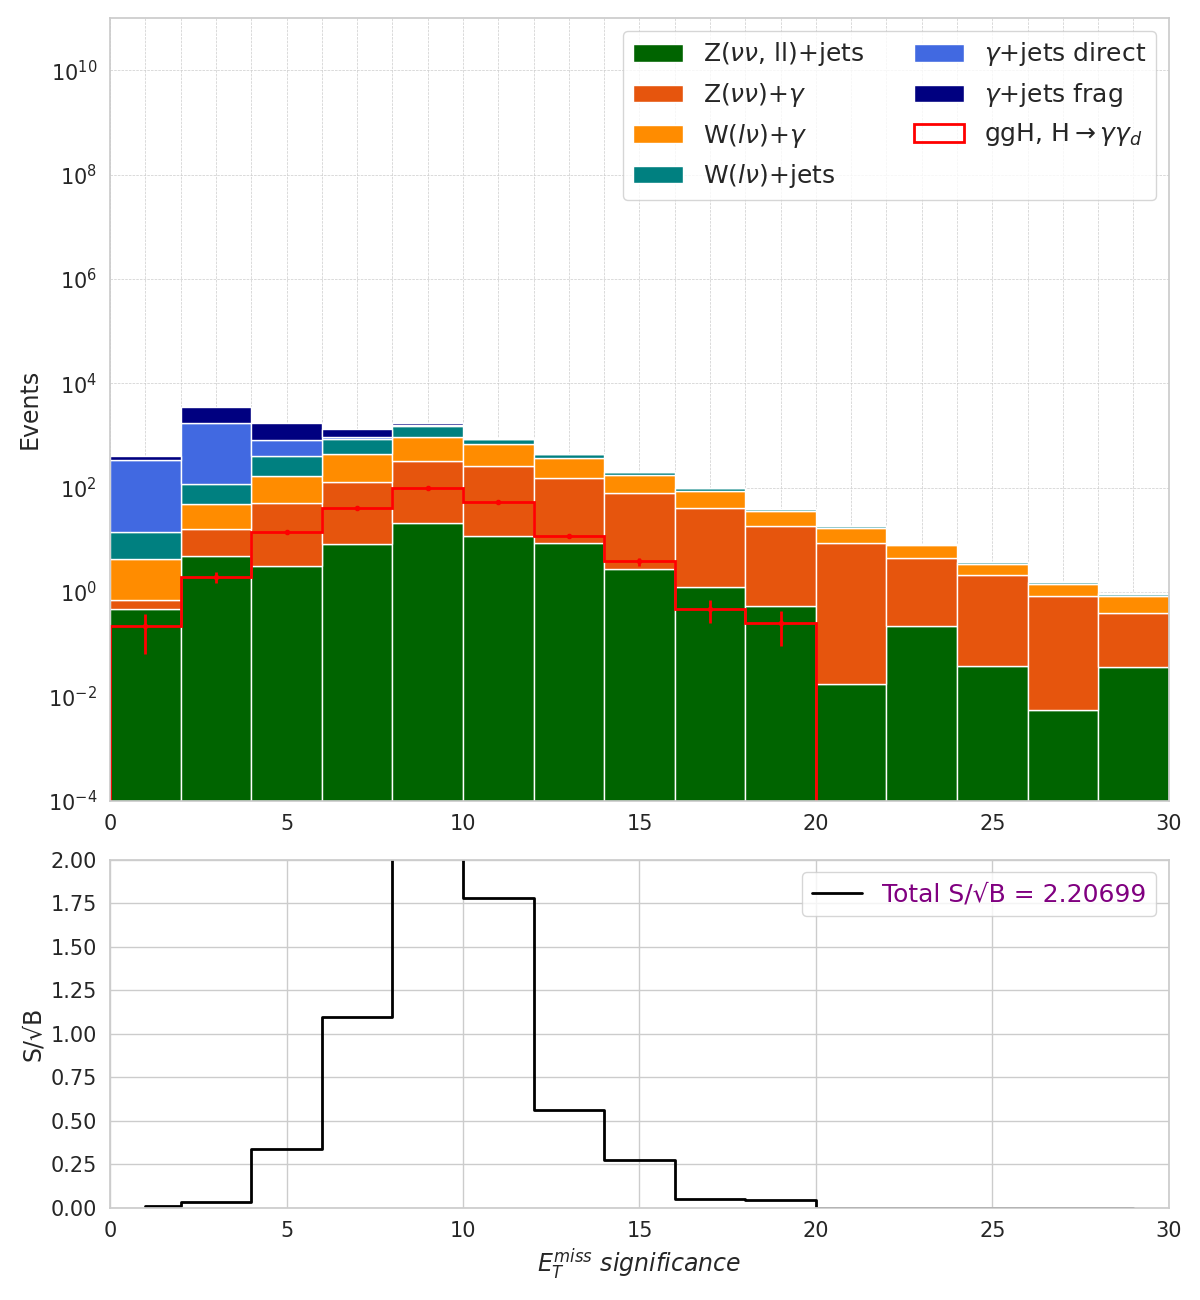 Z(νν, ll)+jets
Z(νν)+γ
W(lν)+γ
W(lν)+jets
γ+jets direct
γ+jets frag
ggH, H→γγ_d
Events
10^10
10^8
10^6
10^4
10^2
10^0
10^−2
10^−4
0 5 10 15 20 25 30
Total S/√B = 2.20699
S/√B
2.00
1.75
1.50
1.25
1.00
0.75
0.50
0.25
0.00
0 5 10 15 20 25 30
E_T^miss significance